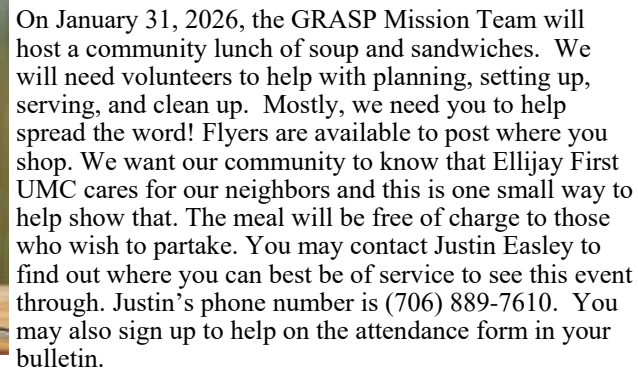 On January 31, 2026, the GRASP Mission Team will
host a community lunch of soup and sandwiches.  We
will need volunteers to help with planning, setting up,
serving, and clean up.  Mostly, we need you to help
spread the word! Flyers are available to post where you
shop. We want our community to know that Ellijay First
UMC cares for our neighbors and this is one small way to
help show that. The meal will be free of charge to those
who wish to partake. You may contact Justin Easley to
find out where you can best be of service to see this event
through. Justin’s phone number is (706) 889-7610.  You
may also sign up to help on the attendance form in your
bulletin.